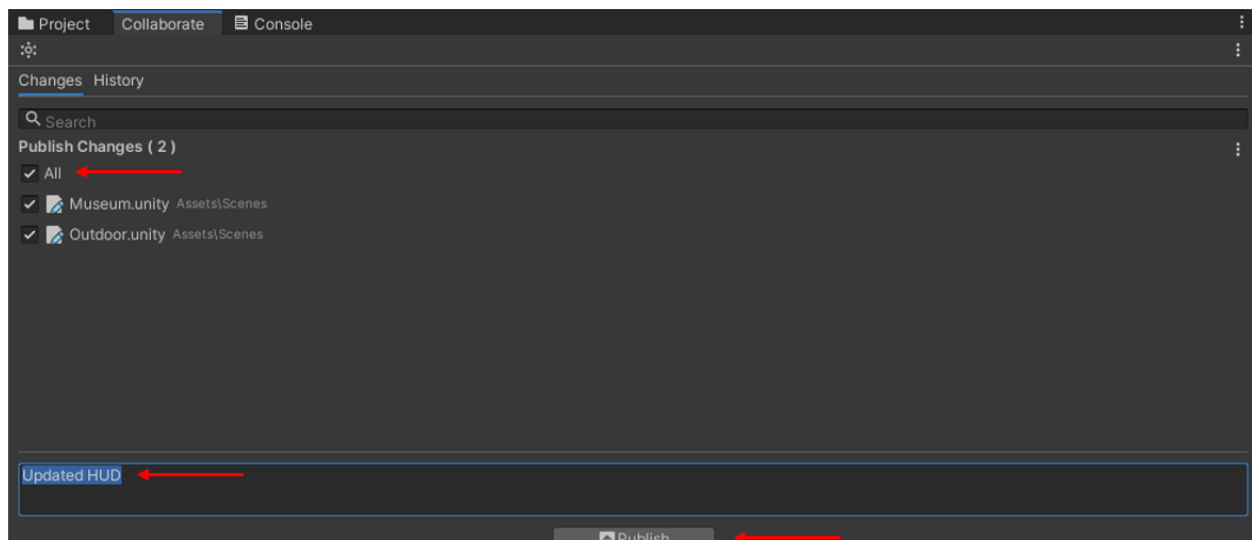 Project Collaborate Console
Changes History
Search
Publish Changes ( 2 )
All
Museum.unity Assets\Scenes
Outdoor.unity Assets\Scenes
Updated HUD
Publish